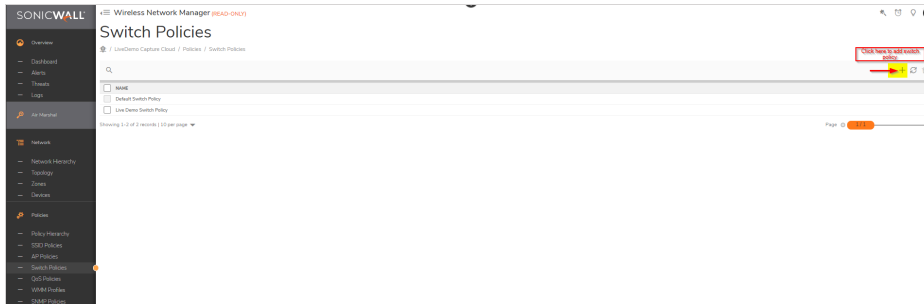 SONICWALL
Wireless Network Manager (READ-ONLY)
Switch Policies
/ LiveDemo Capture Cloud / Policies / Switch Policies
Click here to add switch
policy.
NAME
Default Switch Policy
Live Demo Switch Policy
Showing 1-2 of 2 records | 10 per page
Page
1 / 1
Overview
Dashboard
Alerts
Threats
Logs
Air Marshal
Network
Network Hierarchy
Topology
Zones
Devices
Policies
Policy Hierarchy
SSID Policies
AP Policies
Switch Policies
QoS Policies
WMM Profiles
SNMP Policies